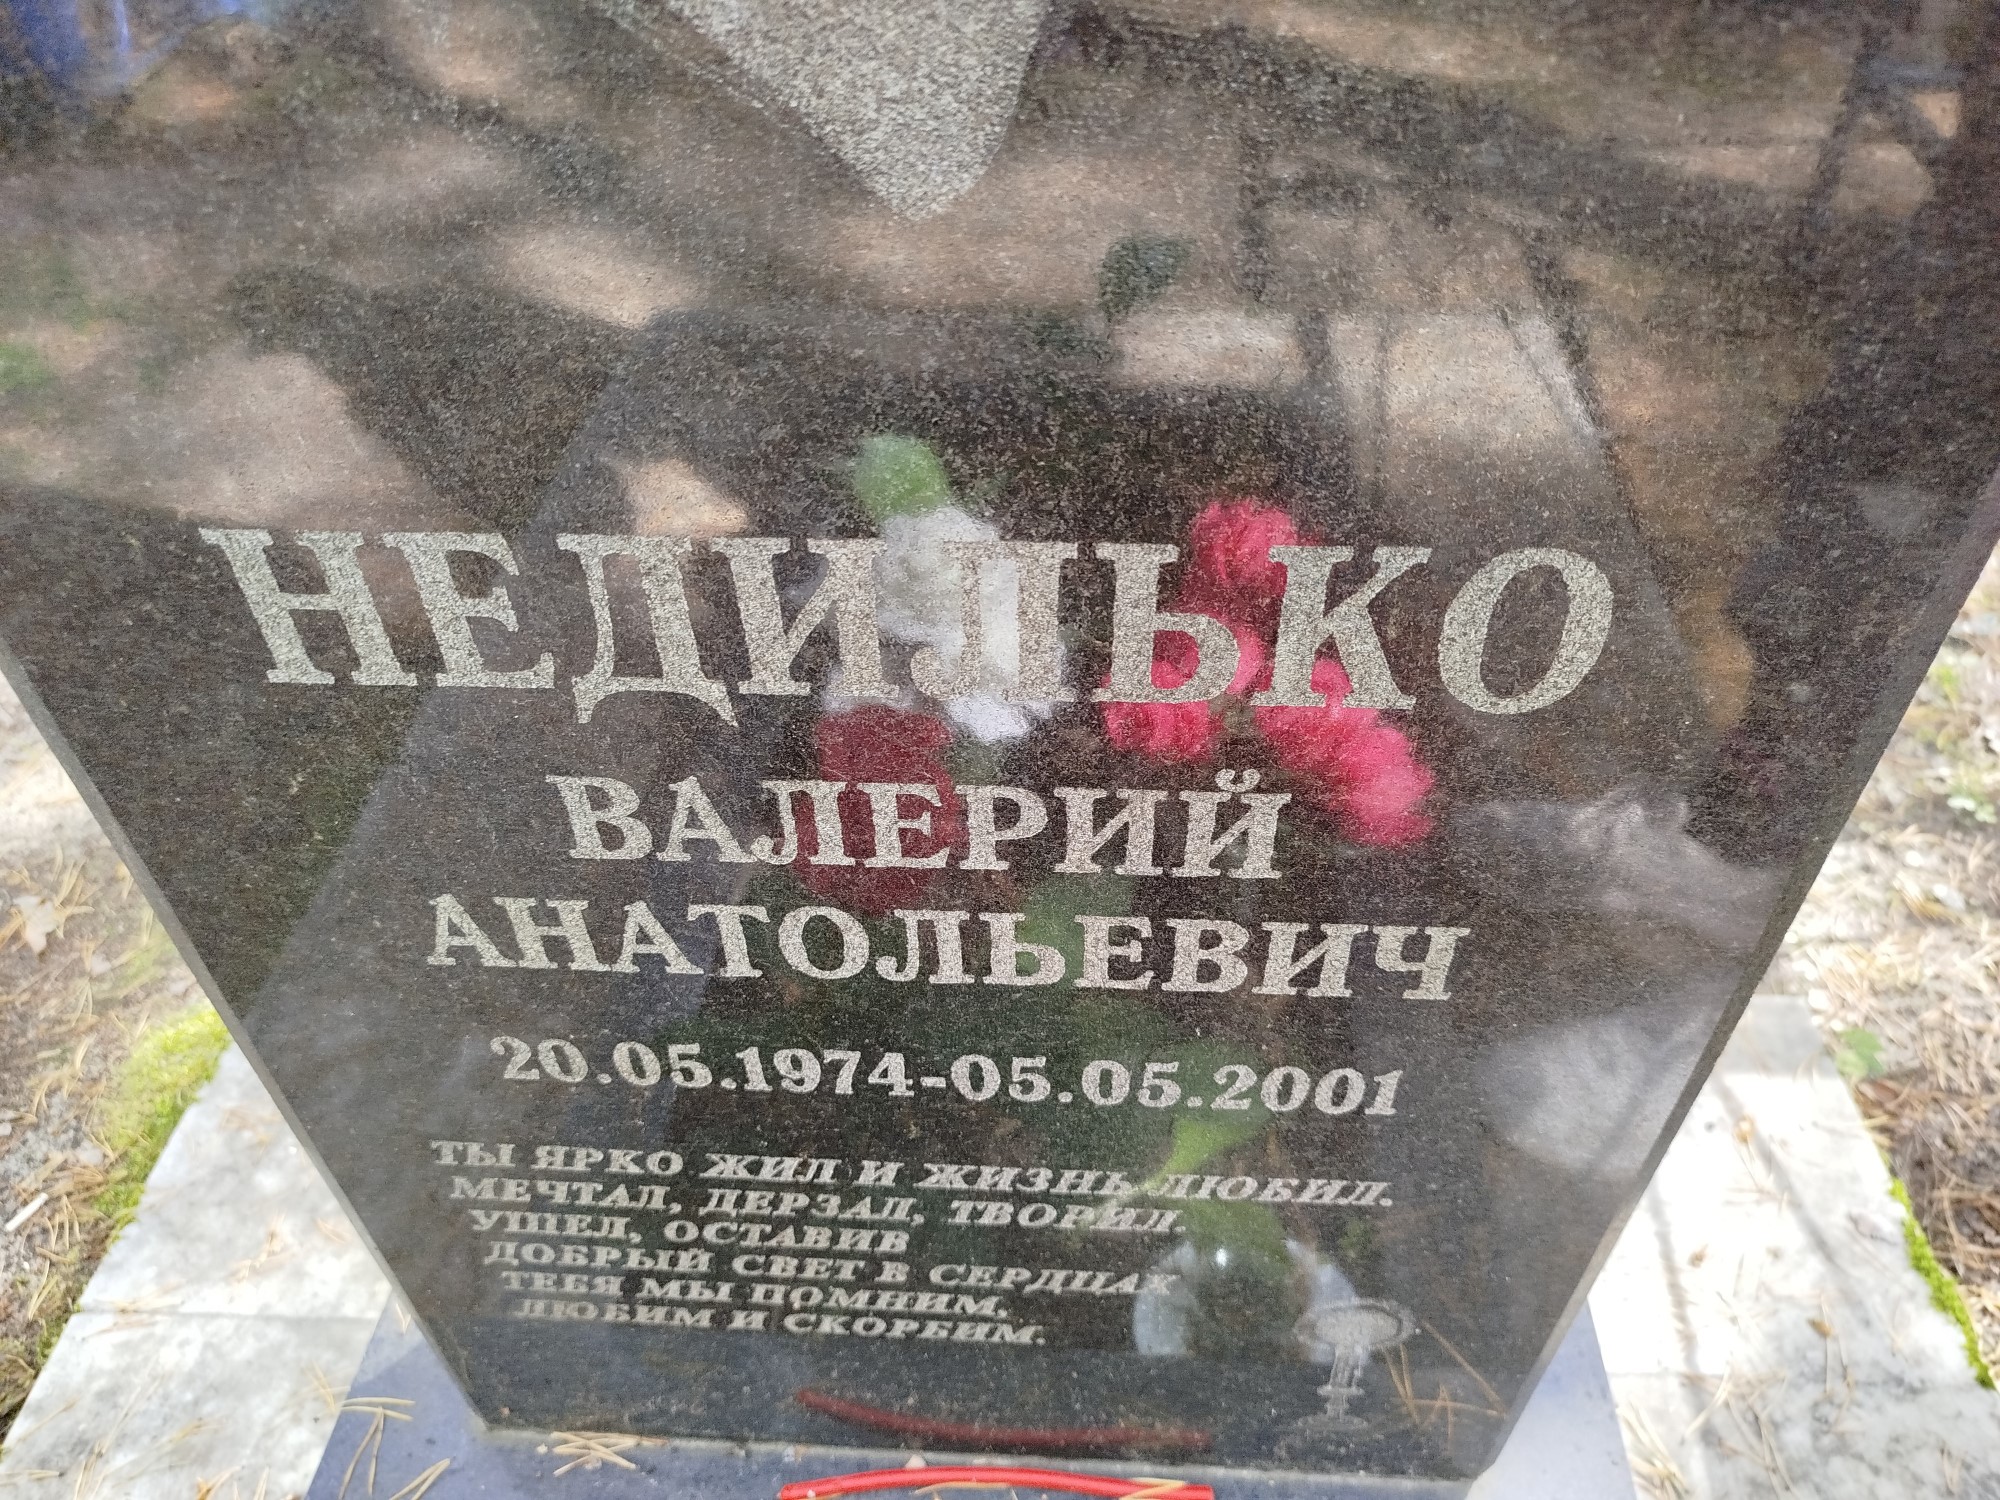 НЕДИЛЬКО
ВАЛЕРИЙ
АНАТОЛЬЕВИЧ
20.05.1974-05.05.2001
ТЫ ЯРКО ЖИЛ И ЖИЗНЬ ЛЮБИЛ.
МЕЧТАЛ, ДЕРЗАЛ, ТВОРИЛ.
УШЕЛ, ОСТАВИВ
ДОБРЫЙ СВЕТ В СЕРДЦАХ
ТЕБЯ МЫ ПОМНИМ,
ЛЮБИМ И СКОРБИМ.